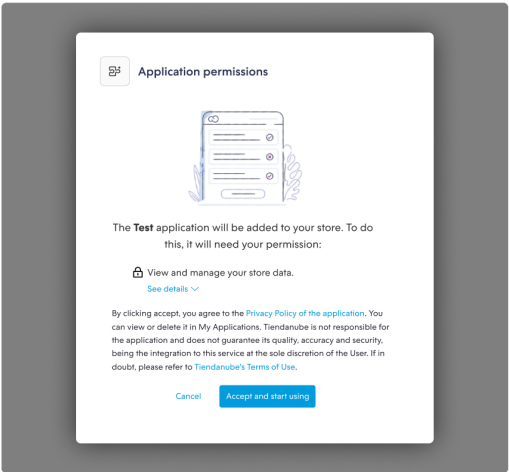 Application permissions
The Test application will be added to your store. To do
this, it will need your permission:
View and manage your store data.
See details
By clicking accept, you agree to the Privacy Policy of the application. You
can view or delete it in My Applications. Tiendanube is not responsible for
the application and does not guarantee its quality, accuracy and security,
being the integration to this service at the sole discretion of the User. If in
doubt, please refer to Tiendanube's Terms of Use.
Cancel
Accept and start using